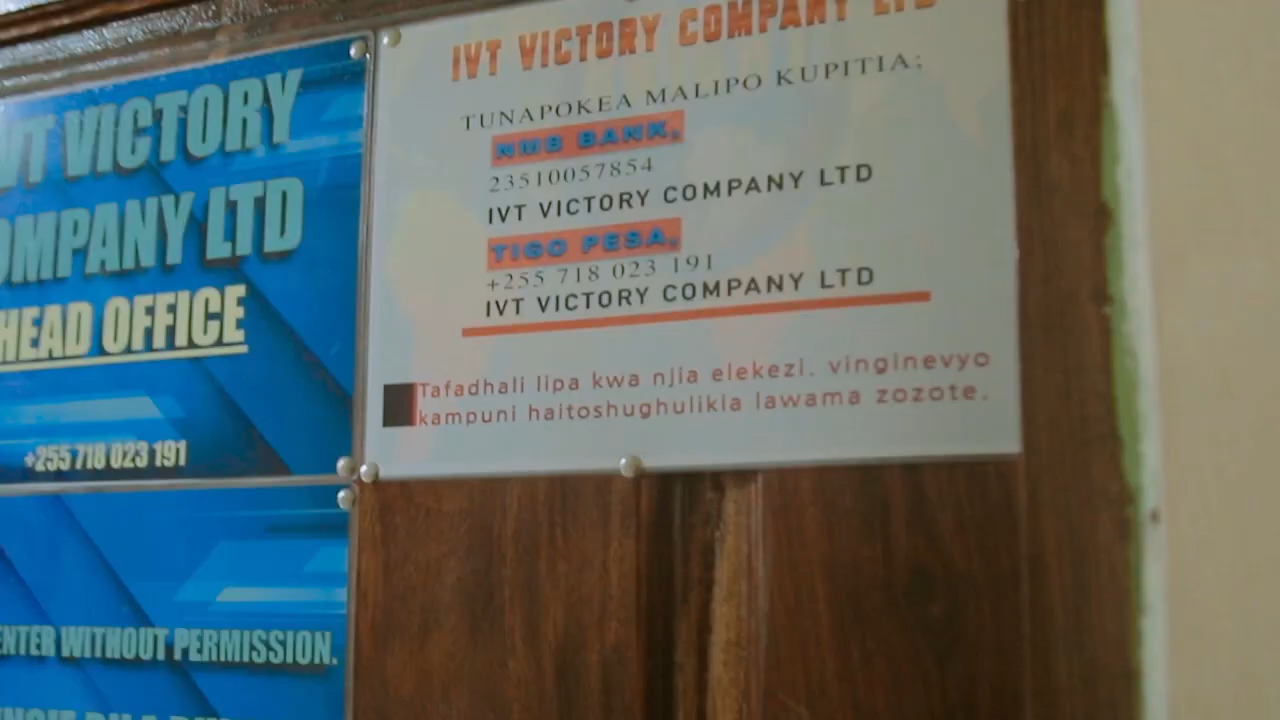 VT VICTORY
OMPANY LTD
HEAD OFFICE
+255 718 023 191
ENTER WITHOUT PERMISSION.
IVT VICTORY COMPANY LTD
TUNAPOKEA MALIPO KUPITIA;
NMB BANK,
23510057854
IVT VICTORY COMPANY LTD
TIGO PESA,
+255 718 023 191
IVT VICTORY COMPANY LTD
Tafadhali lipa kwa njia elekezi. vinginevyo
kampuni haitoshughulikia lawama zozote.